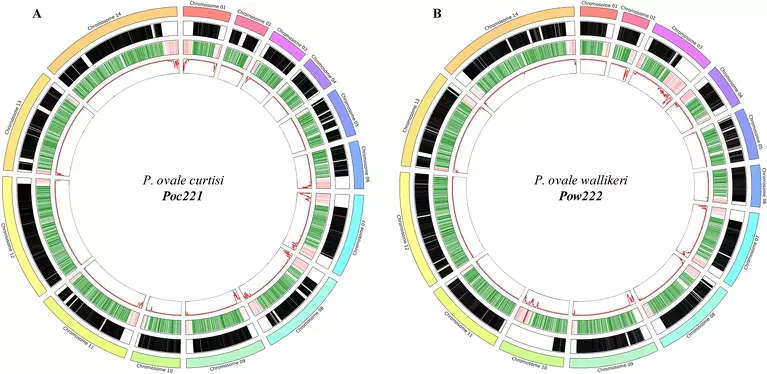 A
Chromosome 01
Chromosome 02
Chromosome 03
Chromosome 04
Chromosome 05
Chromosome 06
Chromosome 07
Chromosome 08
Chromosome 09
Chromosome 10
Chromosome 11
Chromosome 12
Chromosome 13
Chromosome 14
P. ovale curtisi
Poc221
B
Chromosome 01
Chromosome 02
Chromosome 03
Chromosome 04
Chromosome 05
Chromosome 06
Chromosome 07
Chromosome 08
Chromosome 09
Chromosome 10
Chromosome 11
Chromosome 12
Chromosome 13
Chromosome 14
P. ovale wallikeri
Pow222